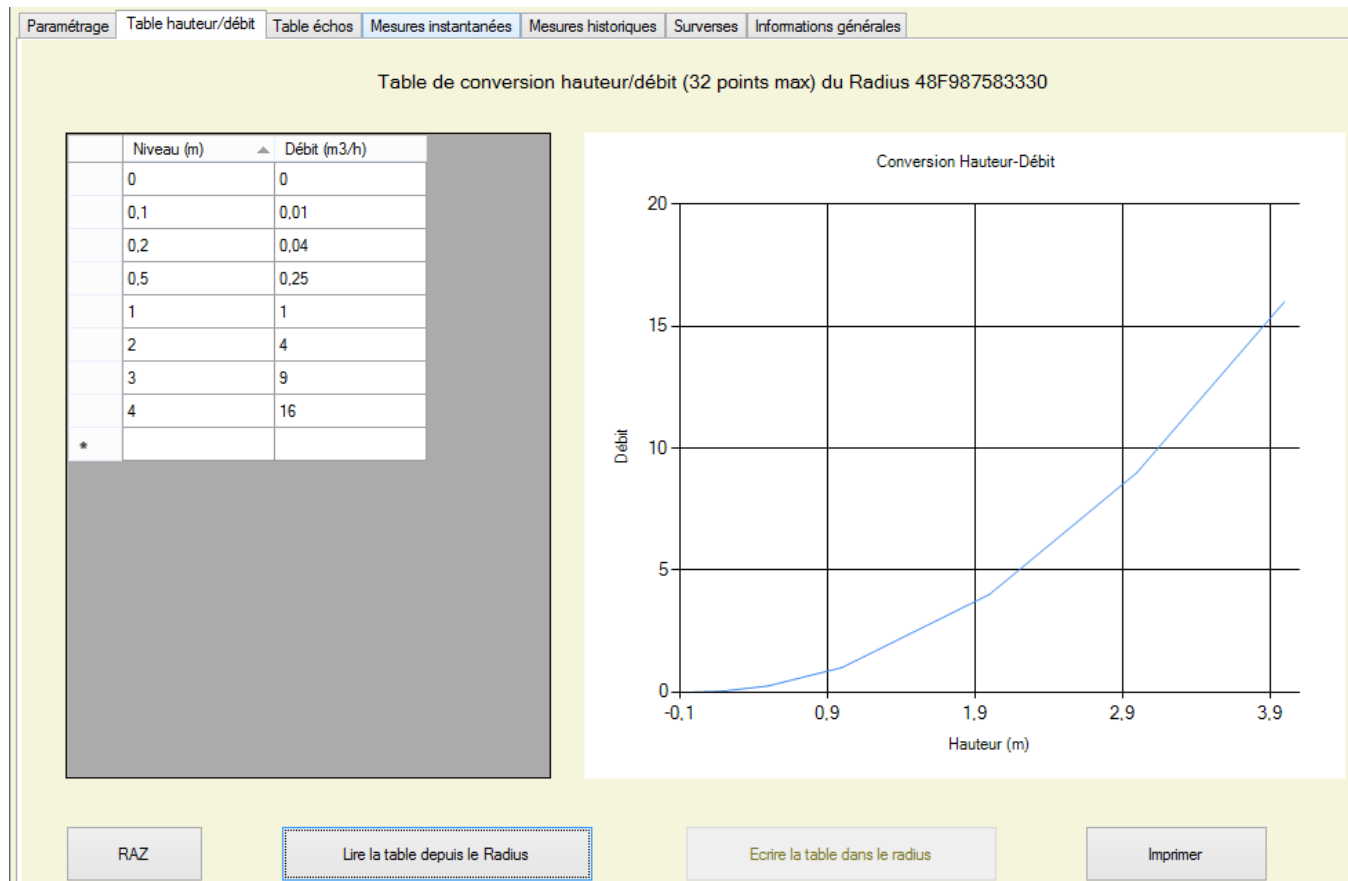 Paramétrage Table hauteur/débit Table échos Mesures instantanées Mesures historiques Surverses Informations générales
Table de conversion hauteur/débit (32 points max) du Radius 48F987583330
Niveau (m) Débit (m3/h)
0 0
0,1 0,01
0,2 0,04
0,5 0,25
1 1
2 4
3 9
4 16
*
Conversion Hauteur-Débit
20
15
10
5
0
Débit
-0,1 0,9 1,9 2,9 3,9
Hauteur (m)
RAZ Lire la table depuis le Radius Ecrire la table dans le radius Imprimer